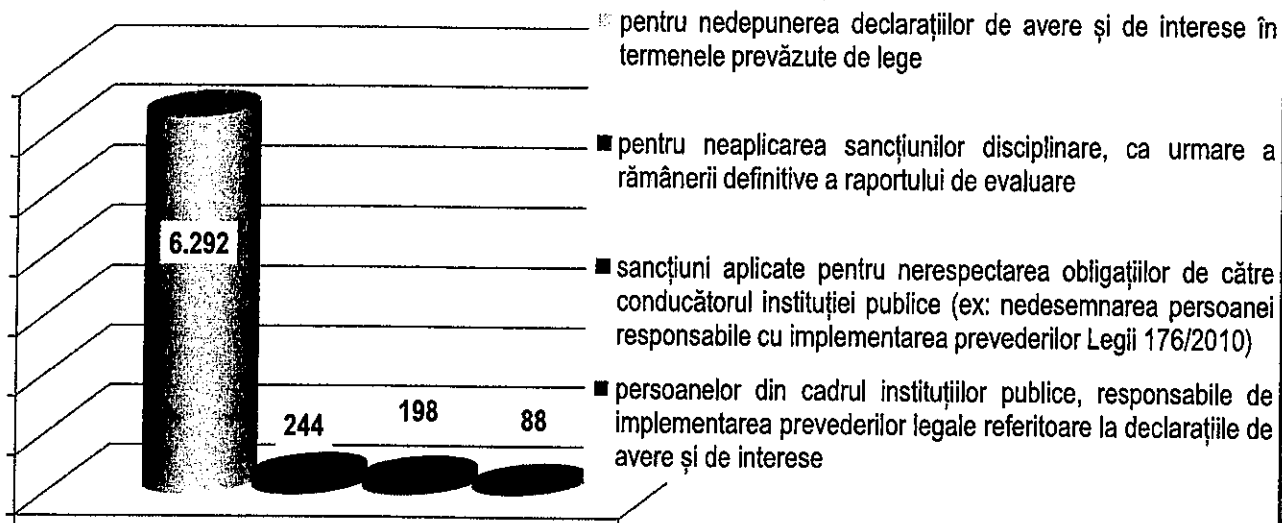 pentru nedepunerea declarațiilor de avere și de interese în
termenele prevăzute de lege
pentru neaplicarea sancțiunilor disciplinare, ca urmare a
rămânerii definitive a raportului de evaluare
sancțiuni aplicate pentru nerespectarea obligațiilor de către
conducătorul instituției publice (ex: nedesemnarea persoanei
responsabile cu implementarea prevederilor Legii 176/2010)
persoanelor din cadrul instituțiilor publice, responsabile de
implementarea prevederilor legale referitoare la declarațiile de
avere și de interese
6.292
244
198
88